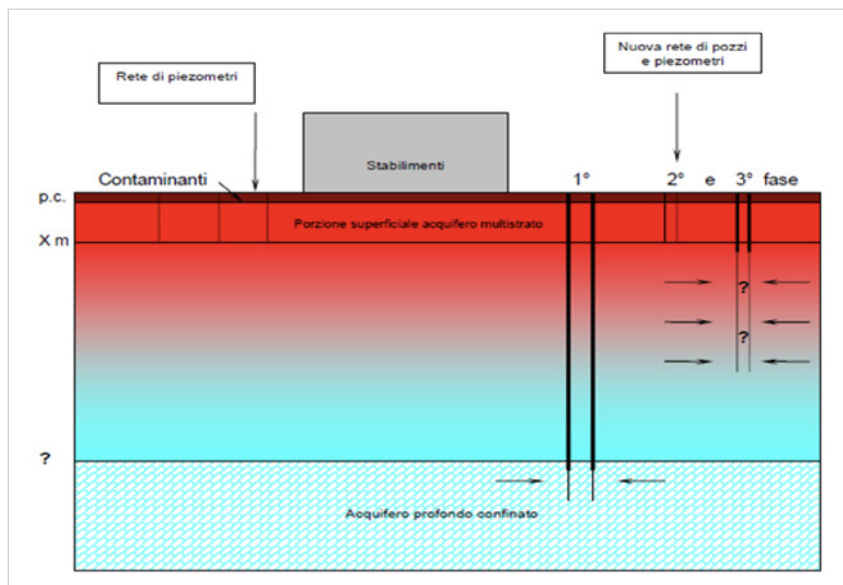 Nuova rete di pozzi
e piezometri
Rete di piezometri
Stabilimenti
Contaminanti
1°
2° e 3° fase
p.c.
Porzione superficiale acquifero multistrato
X m
?
?
?
Acquifero profondo confinato